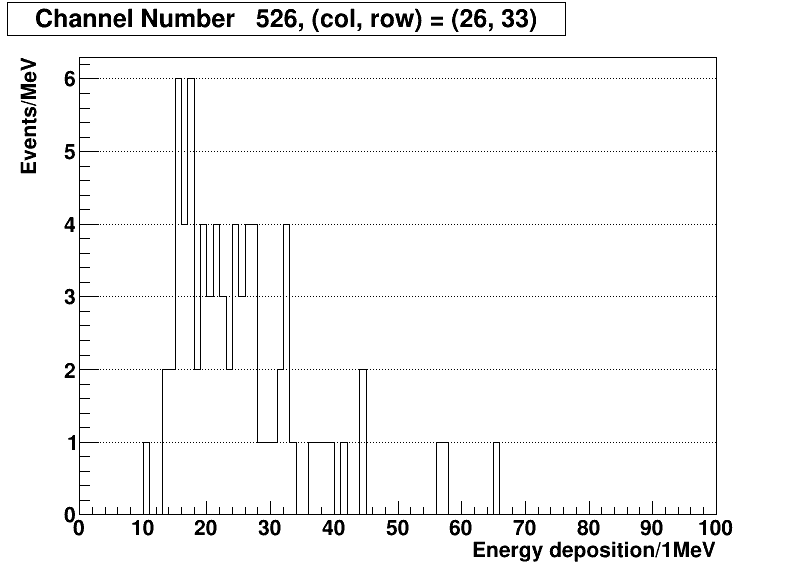 Channel Number 526, (col, row) = (26, 33)
Events/MeV
6
5
4
3
2
1
0
0 10 20 30 40 50 60 70 80 90 100
Energy deposition/1MeV